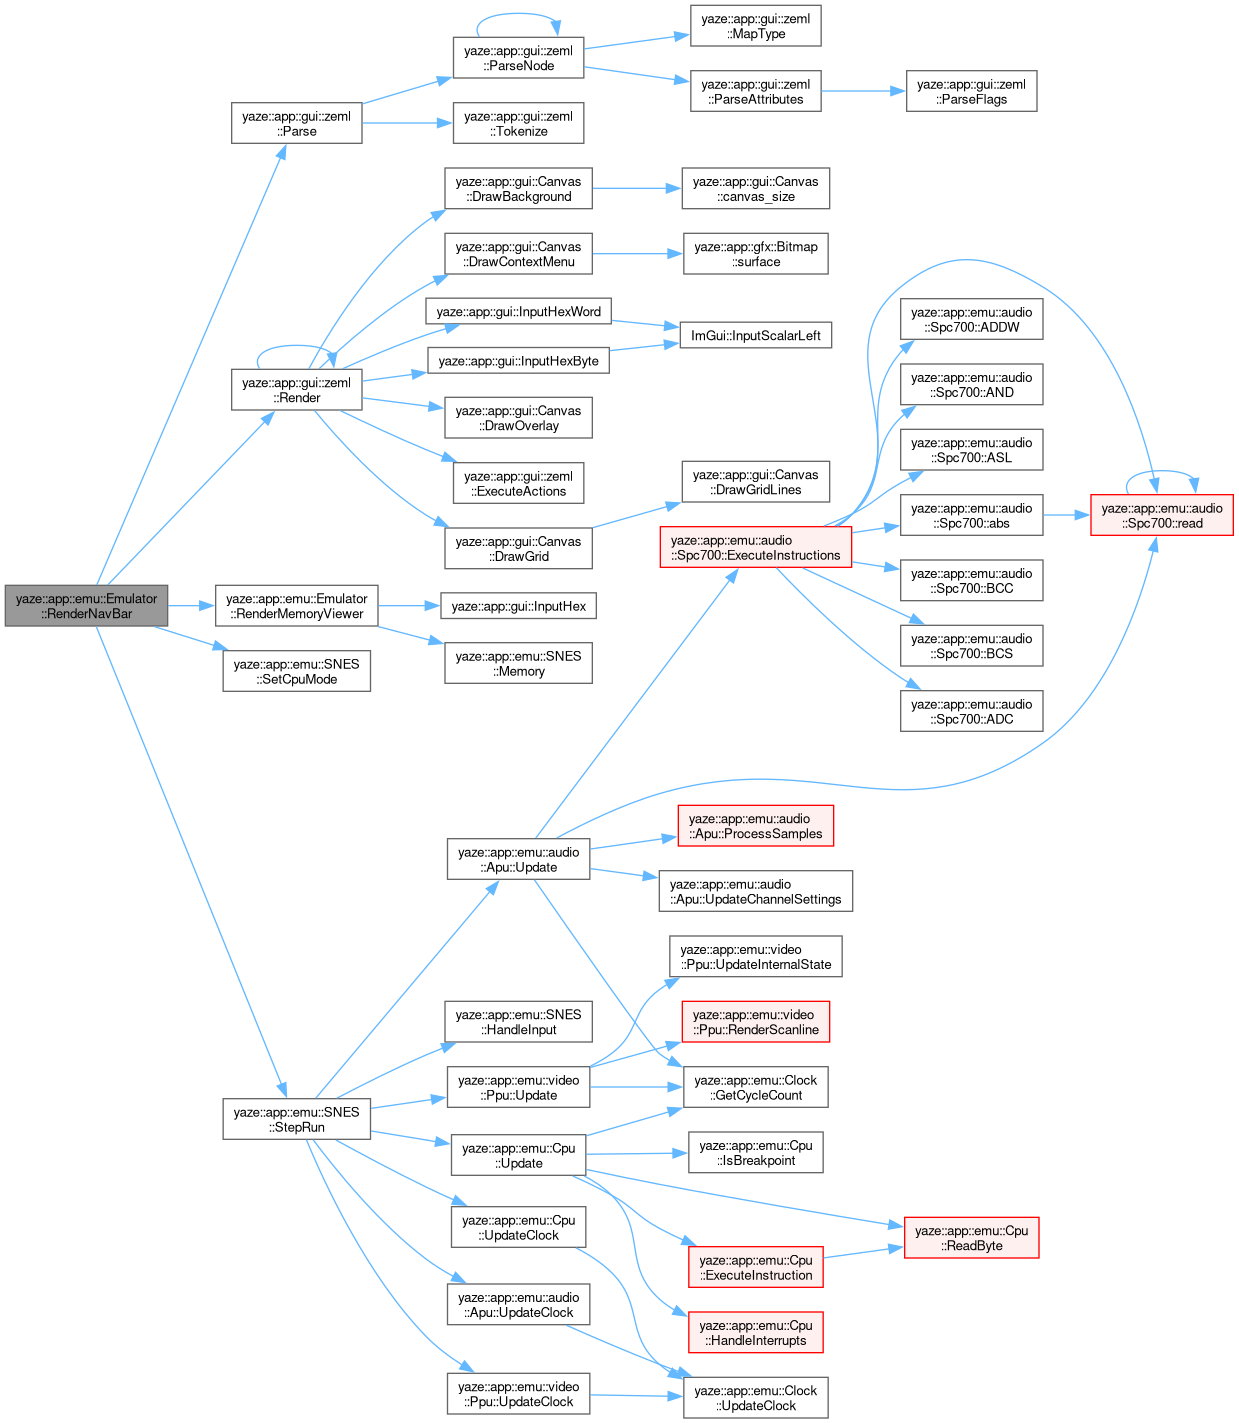 yaze::app::gui::zeml
::MapType
yaze::app::gui::zeml
::ParseNode
yaze::app::gui::zeml
::ParseAttributes
yaze::app::gui::zeml
::ParseFlags
yaze::app::gui::zeml
::Parse
yaze::app::gui::zeml
::Tokenize
yaze::app::gui::Canvas
::DrawBackground
yaze::app::gui::Canvas
::canvas_size
yaze::app::gui::Canvas
::DrawContextMenu
yaze::app::gfx::Bitmap
::surface
yaze::app::gui::InputHexWord
ImGui::InputScalarLeft
yaze::app::gui::InputHexByte
yaze::app::gui::zeml
::Render
yaze::app::gui::Canvas
::DrawOverlay
yaze::app::gui::zeml
::ExecuteActions
yaze::app::gui::Canvas
::DrawGridLines
yaze::app::gui::Canvas
::DrawGrid
yaze::app::emu::audio
::Spc700::ADDW
yaze::app::emu::audio
::Spc700::AND
yaze::app::emu::audio
::Spc700::ASL
yaze::app::emu::audio
::Spc700::abs
yaze::app::emu::audio
::Spc700::read
yaze::app::emu::audio
::Spc700::ExecuteInstructions
yaze::app::emu::audio
::Spc700::BCC
yaze::app::emu::audio
::Spc700::BCS
yaze::app::emu::audio
::Spc700::ADC
yaze::app::emu::Emulator
::RenderNavBar
yaze::app::emu::Emulator
::RenderMemoryViewer
yaze::app::gui::InputHex
yaze::app::emu::SNES
::Memory
yaze::app::emu::SNES
::SetCpuMode
yaze::app::emu::audio
::Apu::Update
yaze::app::emu::audio
::Apu::ProcessSamples
yaze::app::emu::audio
::Apu::UpdateChannelSettings
yaze::app::emu::video
::Ppu::UpdateInternalState
yaze::app::emu::SNES
::HandleInput
yaze::app::emu::video
::Ppu::RenderScanline
yaze::app::emu::video
::Ppu::Update
yaze::app::emu::Clock
::GetCycleCount
yaze::app::emu::SNES
::StepRun
yaze::app::emu::Cpu
::Update
yaze::app::emu::Cpu
::IsBreakpoint
yaze::app::emu::Cpu
::UpdateClock
yaze::app::emu::Cpu
::ReadByte
yaze::app::emu::Cpu
::ExecuteInstruction
yaze::app::emu::audio
::Apu::UpdateClock
yaze::app::emu::Cpu
::HandleInterrupts
yaze::app::emu::video
::Ppu::UpdateClock
yaze::app::emu::Clock
::UpdateClock